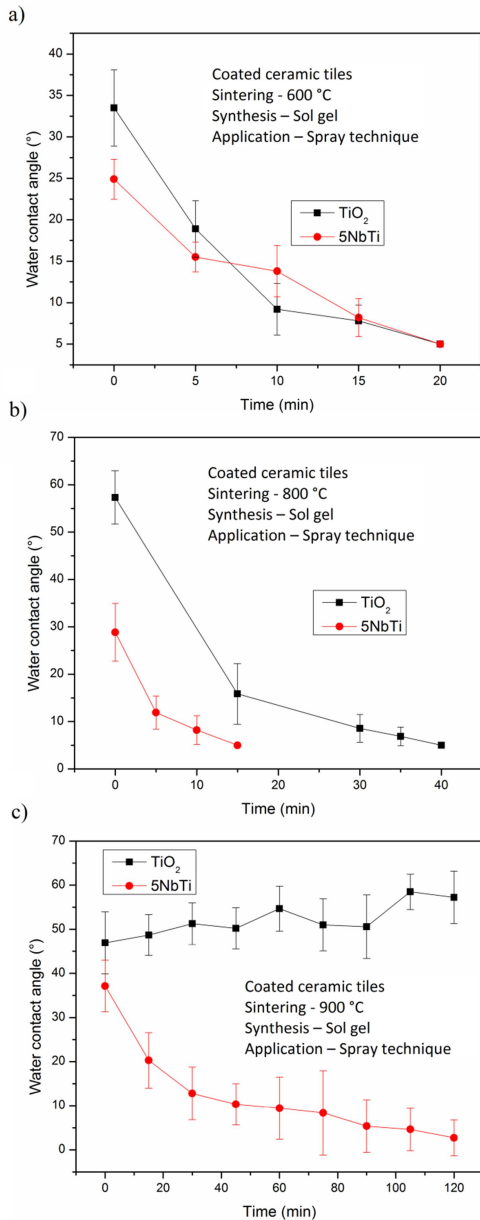 a)
40
35
30
25
20
15
10
5
Water contact angle (°)
Coated ceramic tiles
Sintering - 600 °C
Synthesis – Sol gel
Application – Spray technique
TiO₂
5NbTi
0 5 10 15 20
Time (min)
b)
70
60
50
40
30
20
10
0
Water contact angle (°)
Coated ceramic tiles
Sintering - 800 °C
Synthesis – Sol gel
Application – Spray technique
TiO₂
5NbTi
0 10 20 30 40
Time (min)
c)
70
60
50
40
30
20
10
0
Water contact angle (°)
TiO₂
5NbTi
Coated ceramic tiles
Sintering - 900 °C
Synthesis – Sol gel
Application – Spray technique
0 20 40 60 80 100 120
Time (min)